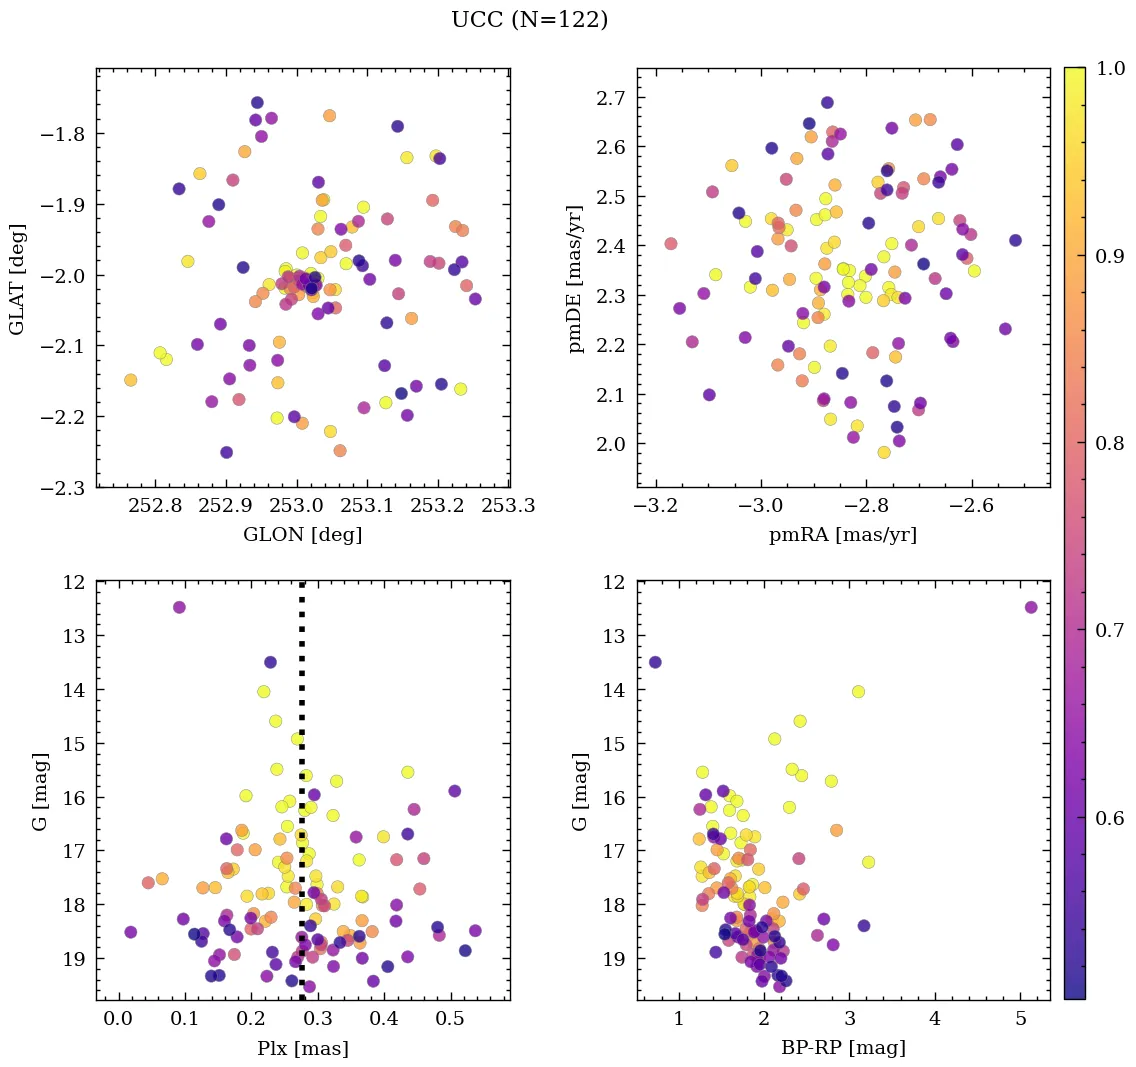 UCC (N=122)
−1.8
−1.9
−2.0
−2.1
−2.2
−2.3
GLAT [deg]
252.8 252.9 253.0 253.1 253.2 253.3
GLON [deg]
2.7
2.6
2.5
2.4
2.3
2.2
2.1
2.0
pmDE [mas/yr]
−3.2 −3.0 −2.8 −2.6
pmRA [mas/yr]
1.0
0.9
0.8
0.7
0.6
12
13
14
15
16
17
18
19
G [mag]
0.0 0.1 0.2 0.3 0.4 0.5
Plx [mas]
12
13
14
15
16
17
18
19
G [mag]
1 2 3 4 5
BP-RP [mag]